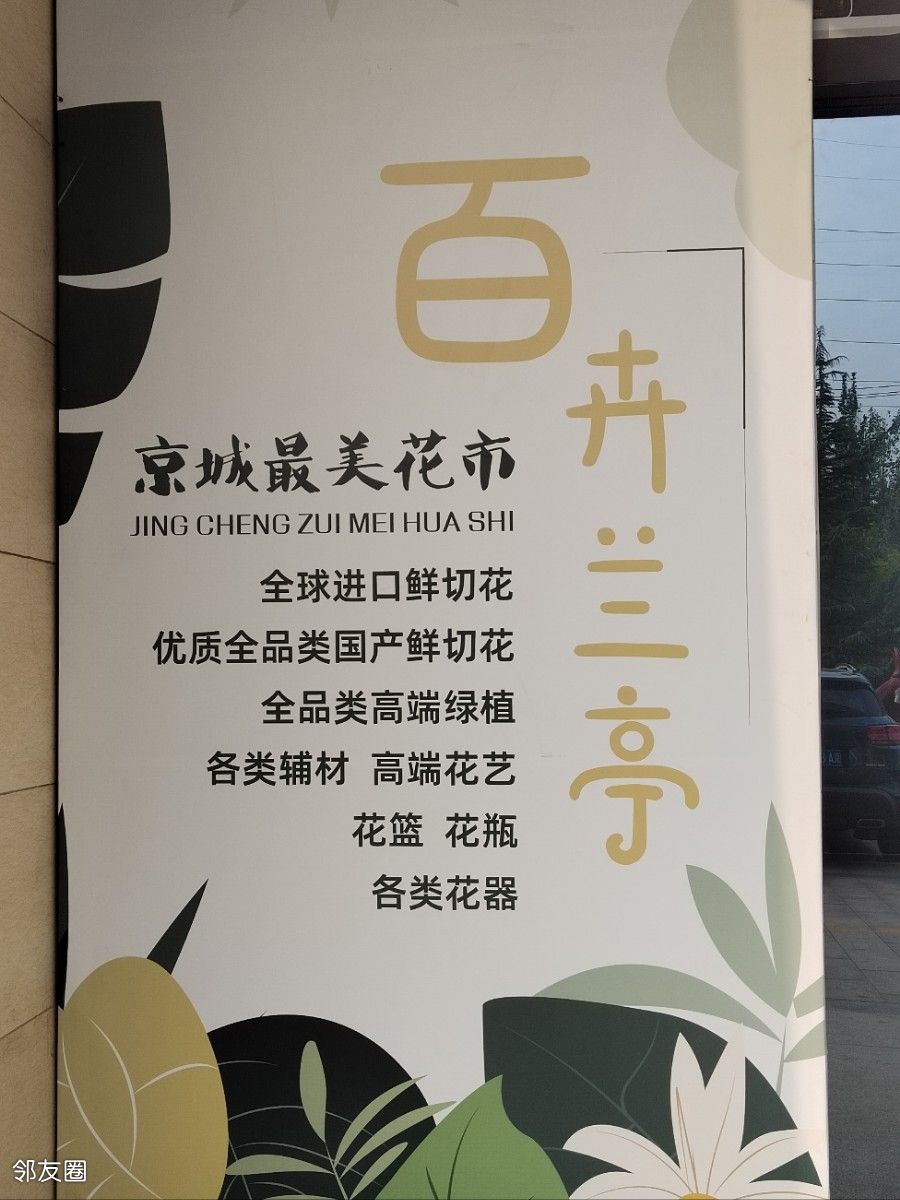 百卉兰亭
京城最美花市
JING CHENG ZUI MEI HUA SHI
全球进口鲜切花
优质全品类国产鲜切花
全品类高端绿植
各类辅材 高端花艺
花篮 花瓶
各类花器
邻友圈